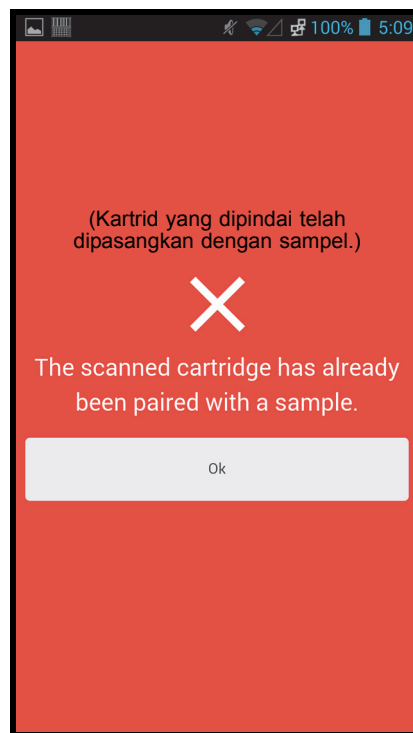 100% 5:09
(Kartrid yang dipindai telah
dipasangkan dengan sampel.)
The scanned cartridge has already
been paired with a sample.
Ok